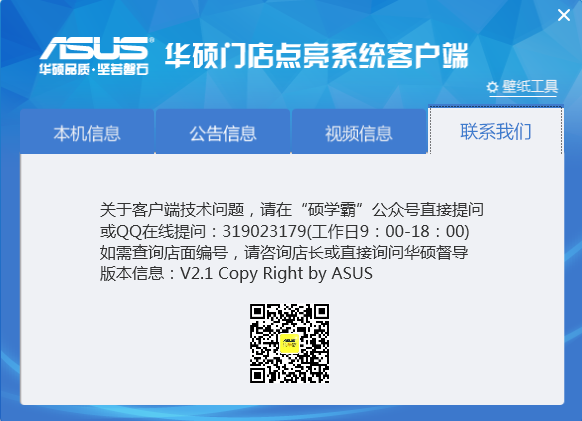 ASUS 华硕门店点亮系统客户端
华硕品质·坚若磐石
壁纸工具
本机信息
公告信息
视频信息
联系我们
关于客户端技术问题，请在“硕学霸”公众号直接提问
或QQ在线提问：319023179(工作日9：00-18：00)
如需查询店面编号，请咨询店长或直接询问华硕督导
版本信息：V2.1 Copy Right by ASUS
ASUS